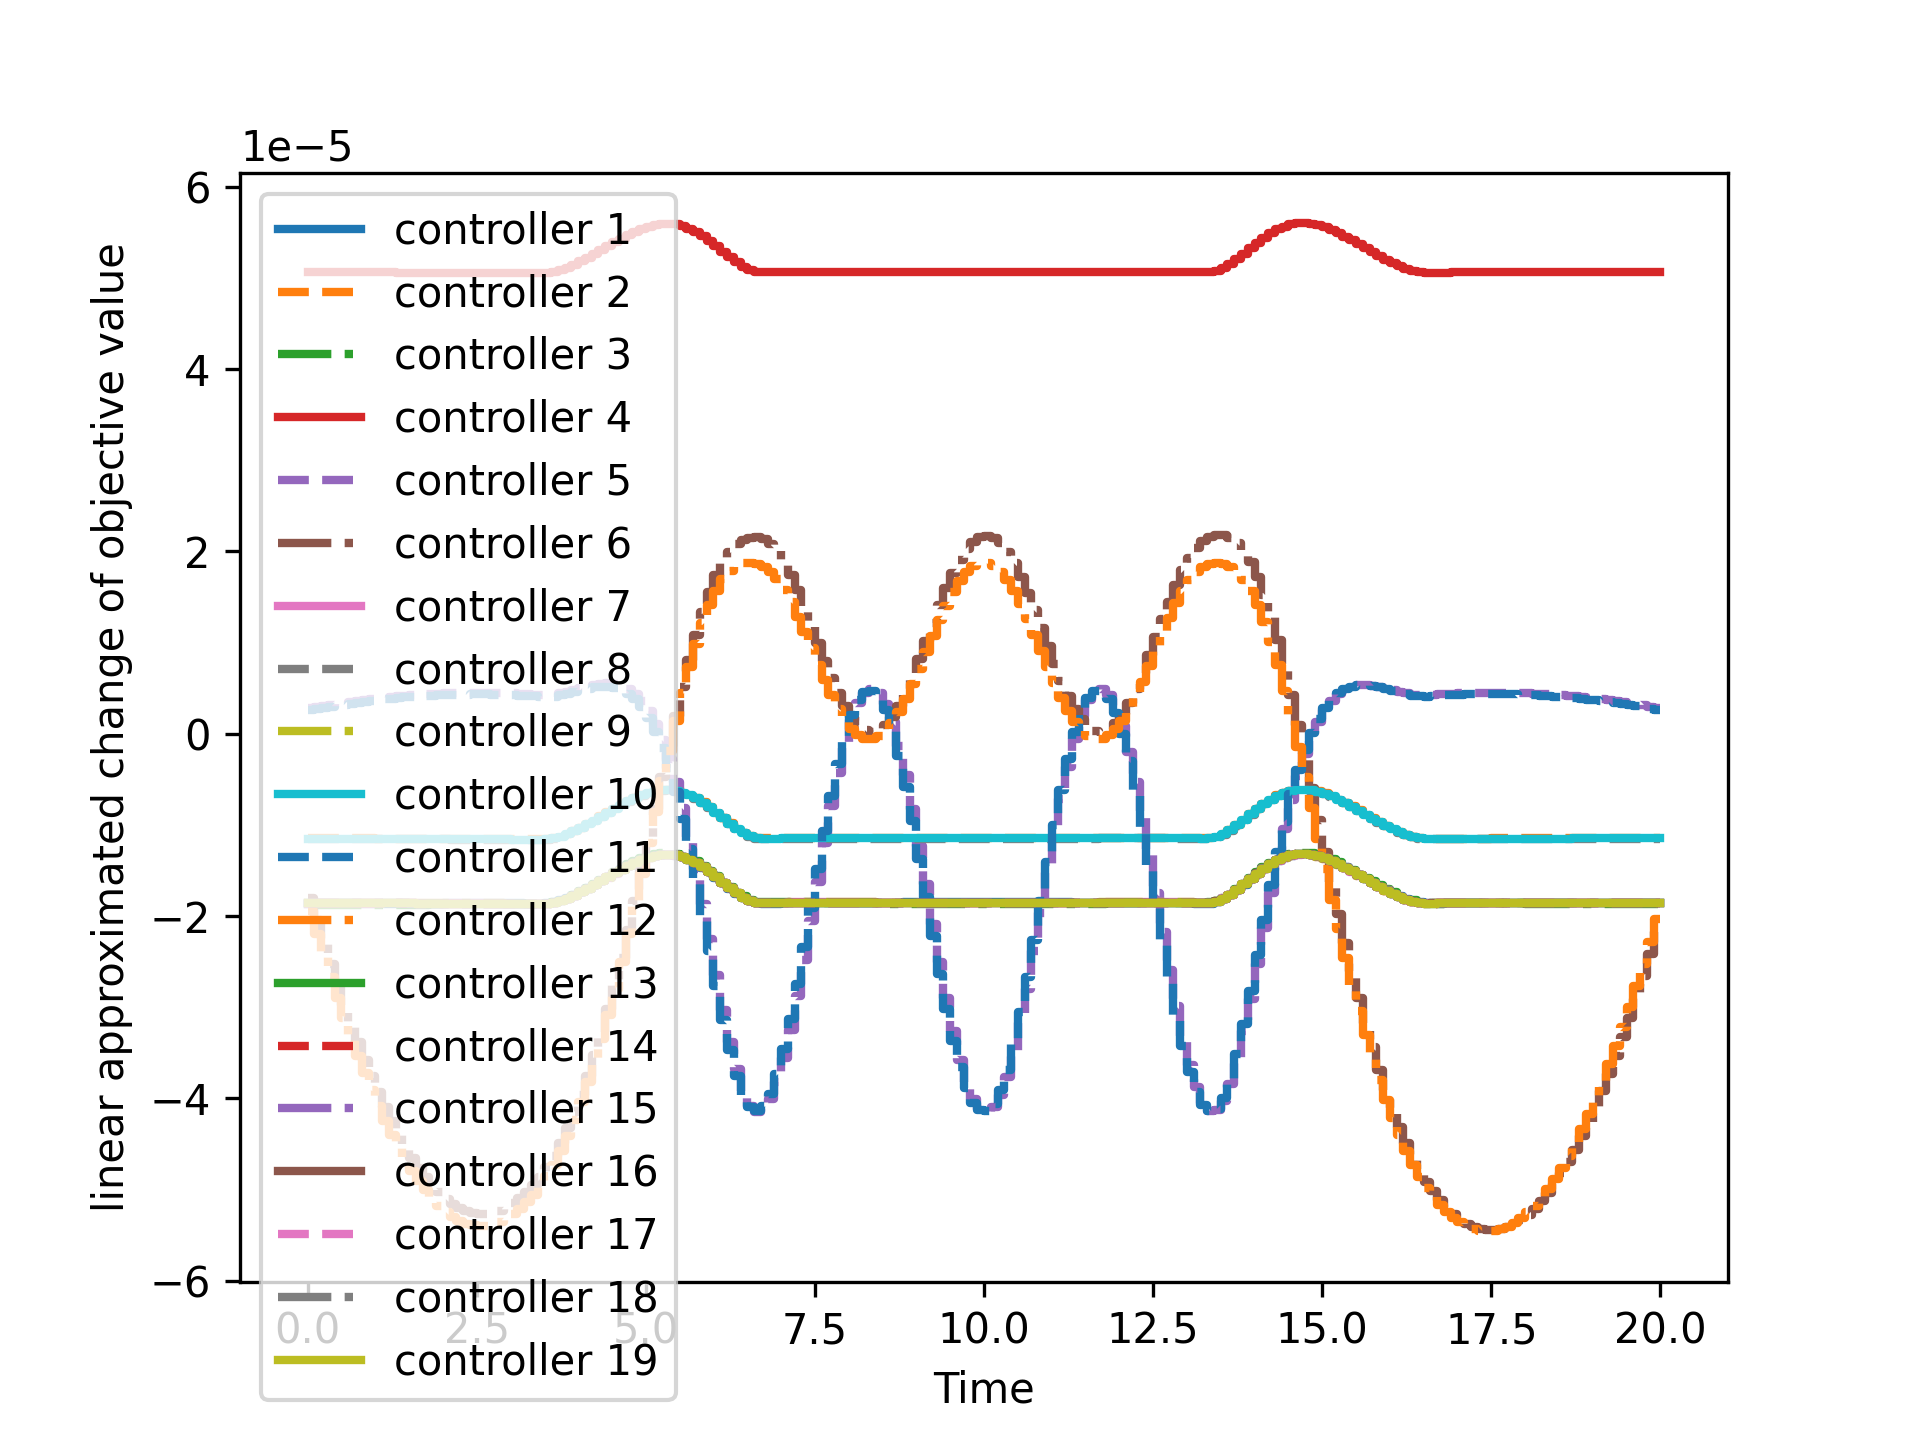 1e−5
6
4
2
0
−2
−4
−6
linear approximated change of objective value
controller 1
controller 2
controller 3
controller 4
controller 5
controller 6
controller 7
controller 8
controller 9
controller 10
controller 11
controller 12
controller 13
controller 14
controller 15
controller 16
controller 17
controller 18
controller 19
0.0 2.5 5.0 7.5 10.0 12.5 15.0 17.5 20.0
Time